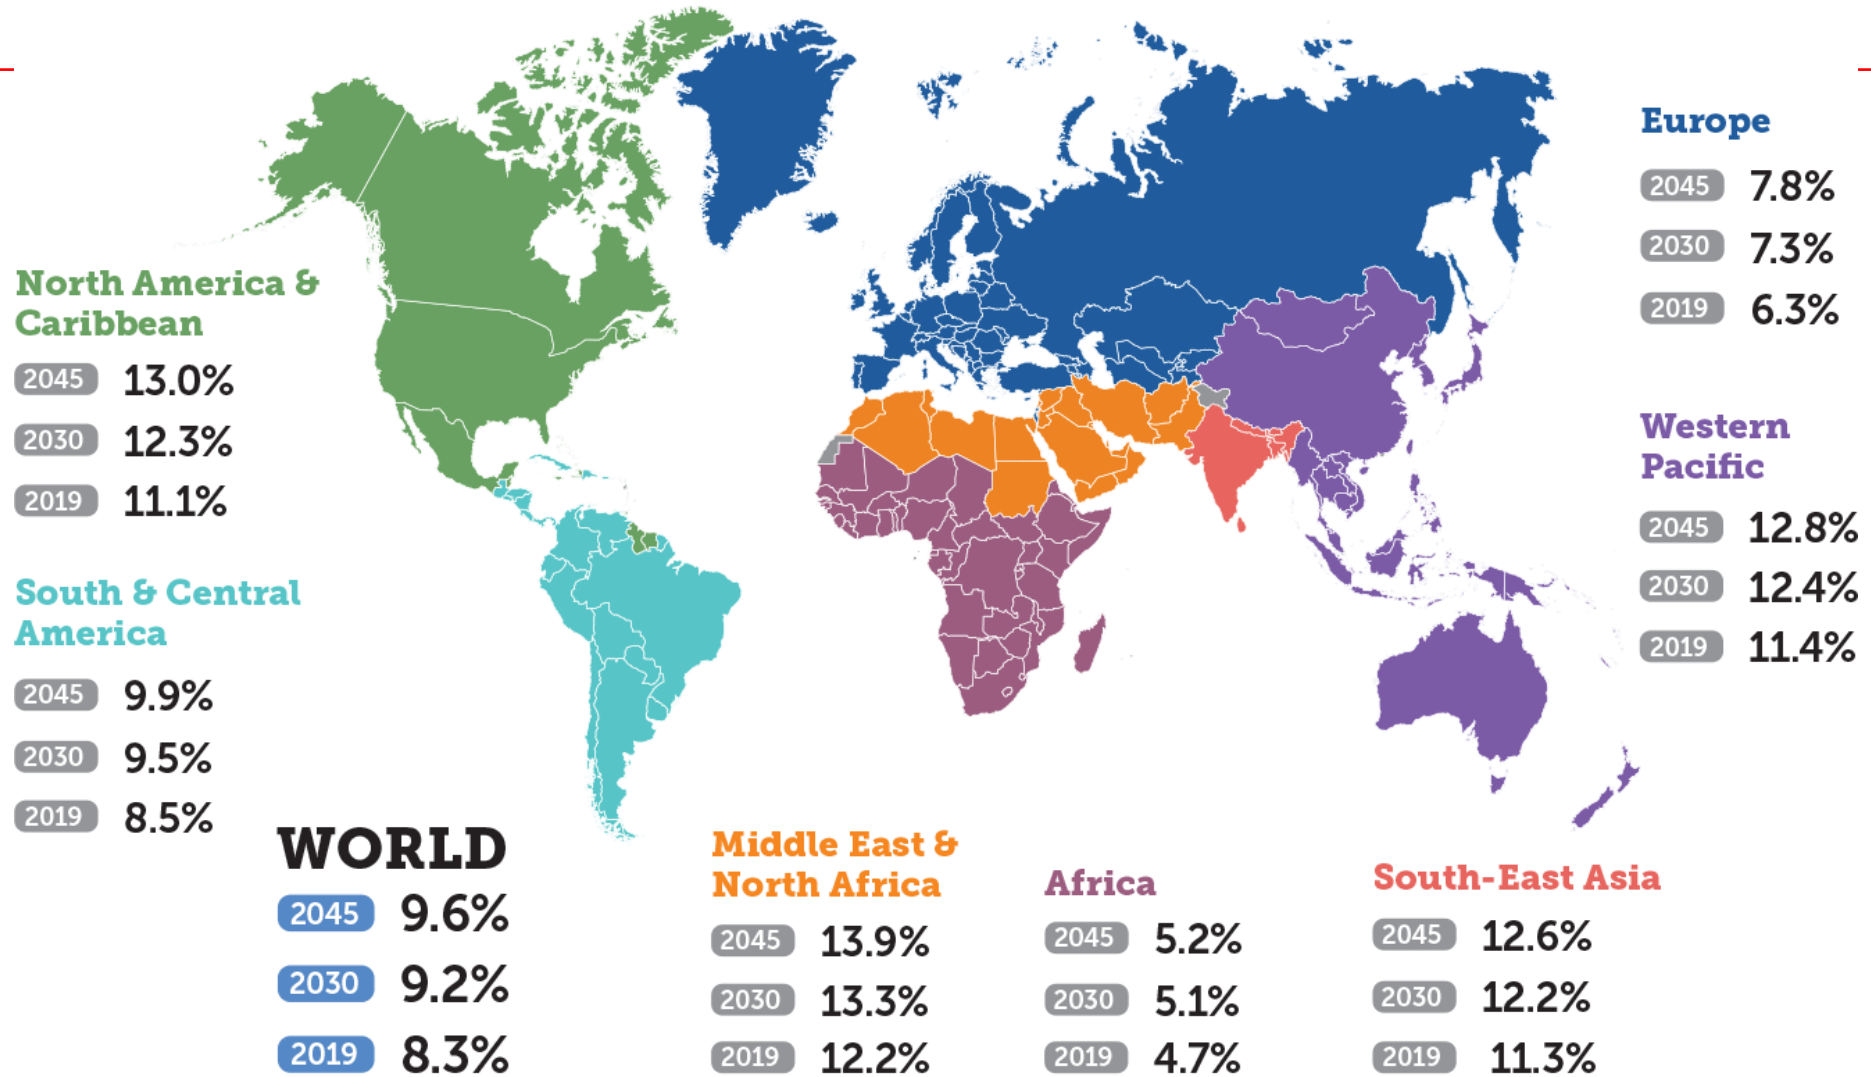 North America &
Caribbean
2045 13.0%
2030 12.3%
2019 11.1%
South & Central
America
2045 9.9%
2030 9.5%
2019 8.5%
WORLD
2045 9.6%
2030 9.2%
2019 8.3%
Middle East &
North Africa
2045 13.9%
2030 13.3%
2019 12.2%
Africa
2045 5.2%
2030 5.1%
2019 4.7%
South-East Asia
2045 12.6%
2030 12.2%
2019 11.3%
Europe
2045 7.8%
2030 7.3%
2019 6.3%
Western
Pacific
2045 12.8%
2030 12.4%
2019 11.4%